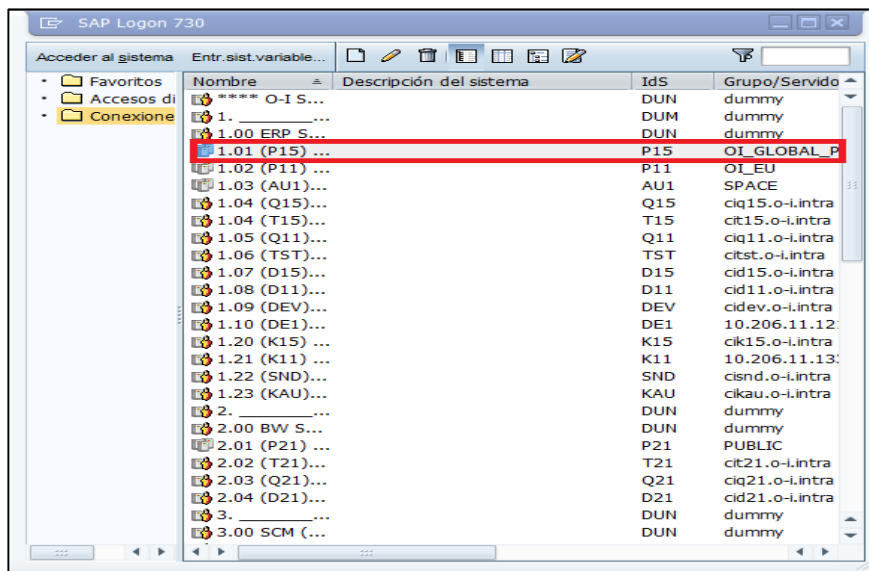 SAP Logon 730
Acceder al sistema Entr.sist.variable...
Favoritos
Accesos di
Conexione
Nombre Descripción del sistema IdS Grupo/Servido
**** O-I S... DUN dummy
1. ________... DUM dummy
1.00 ERP S... DUN dummy
1.01 (P15) ... P15 OI_GLOBAL_P
1.02 (P11) ... P11 OI_EU
1.03 (AU1)... AU1 SPACE
1.04 (Q15)... Q15 ciq15.o-i.intra
1.04 (T15)... T15 cit15.o-i.intra
1.05 (Q11)... Q11 ciq11.o-i.intra
1.06 (TST)... TST citst.o-i.intra
1.07 (D15)... D15 cid15.o-i.intra
1.08 (D11)... D11 cid11.o-i.intra
1.09 (DEV)... DEV cidev.o-i.intra
1.10 (DE1)... DE1 10.206.11.12:
1.20 (K15) ... K15 cik15.o-i.intra
1.21 (K11) ... K11 10.206.11.13:
1.22 (SND)... SND cisnd.o-i.intra
1.23 (KAU)... KAU cikau.o-i.intra
2. ________... DUN dummy
2.00 BW S... DUN dummy
2.01 (P21) ... P21 PUBLIC
2.02 (T21)... T21 cit21.o-i.intra
2.03 (Q21)... Q21 ciq21.o-i.intra
2.04 (D21)... D21 cid21.o-i.intra
3. ________... DUN dummy
3.00 SCM (... DUN dummy